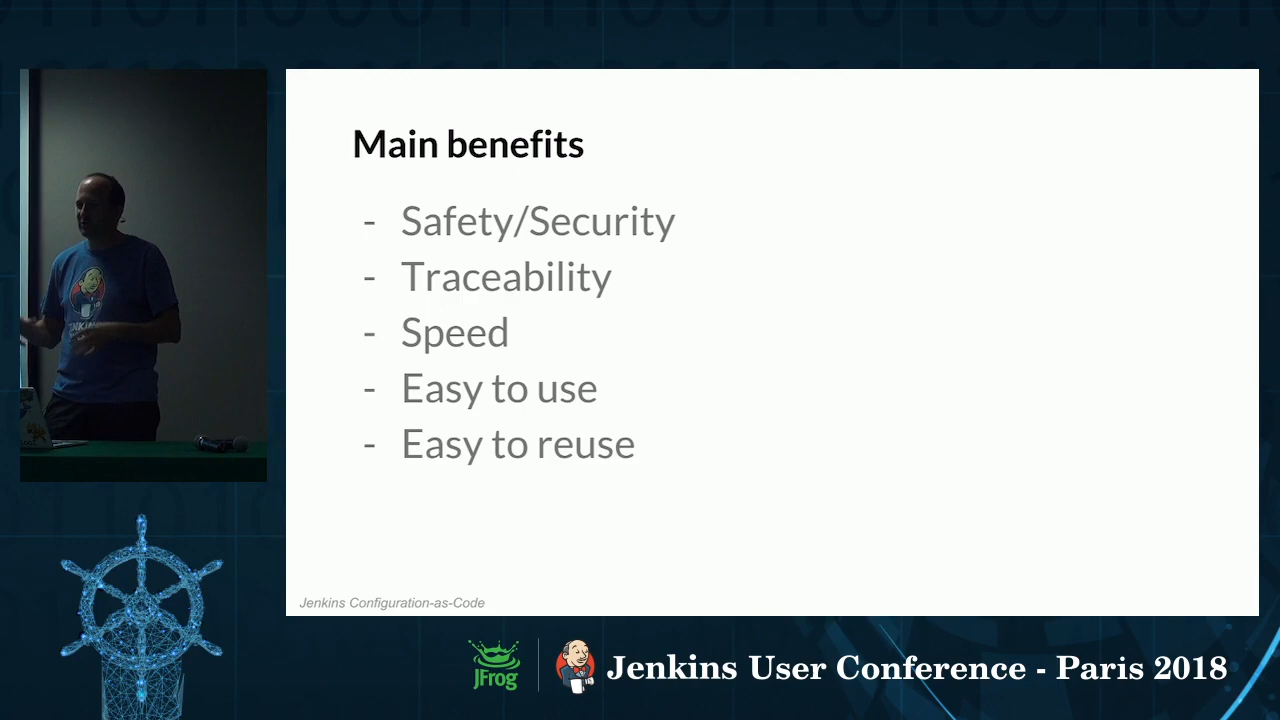 Main benefits
- Safety/Security
- Traceability
- Speed
- Easy to use
- Easy to reuse
Jenkins Configuration-as-Code
JFrog
Jenkins User Conference - Paris 2018